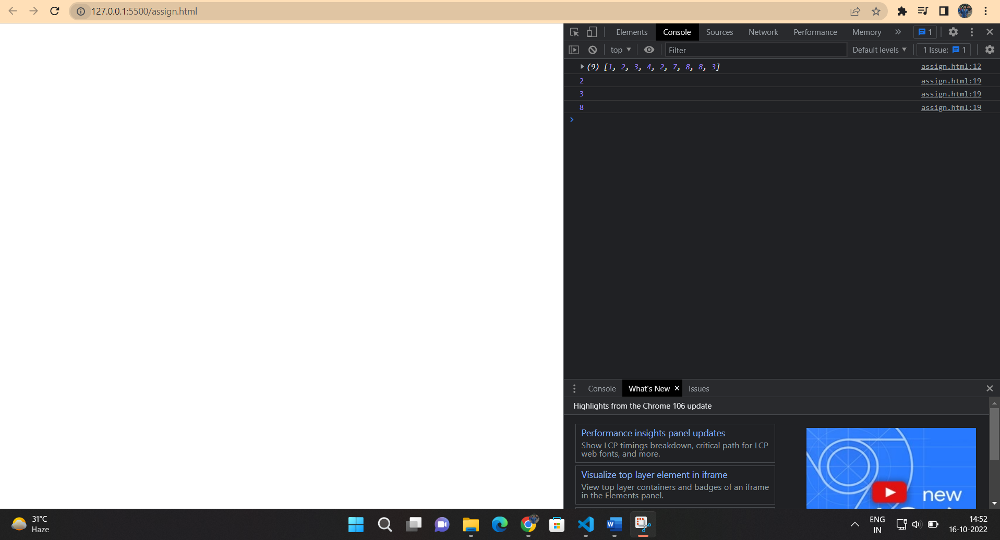 127.0.0.1:5500/assign.html
Elements Console Sources Network Performance Memory » 1
top Filter Default levels 1 Issue: 1
(9) [1, 2, 3, 4, 2, 7, 8, 8, 3] assign.html:12
2 assign.html:19
3 assign.html:19
8 assign.html:19
Console What's New × Issues
Highlights from the Chrome 106 update
Performance insights panel updates
Show LCP timings breakdown, critical path for LCP
web fonts, and more.
Visualize top layer element in iframe
View top layer containers and badges of an iframe
in the Elements panel.
new
31°C
Haze
W
ENG
IN
14:52
16-10-2022